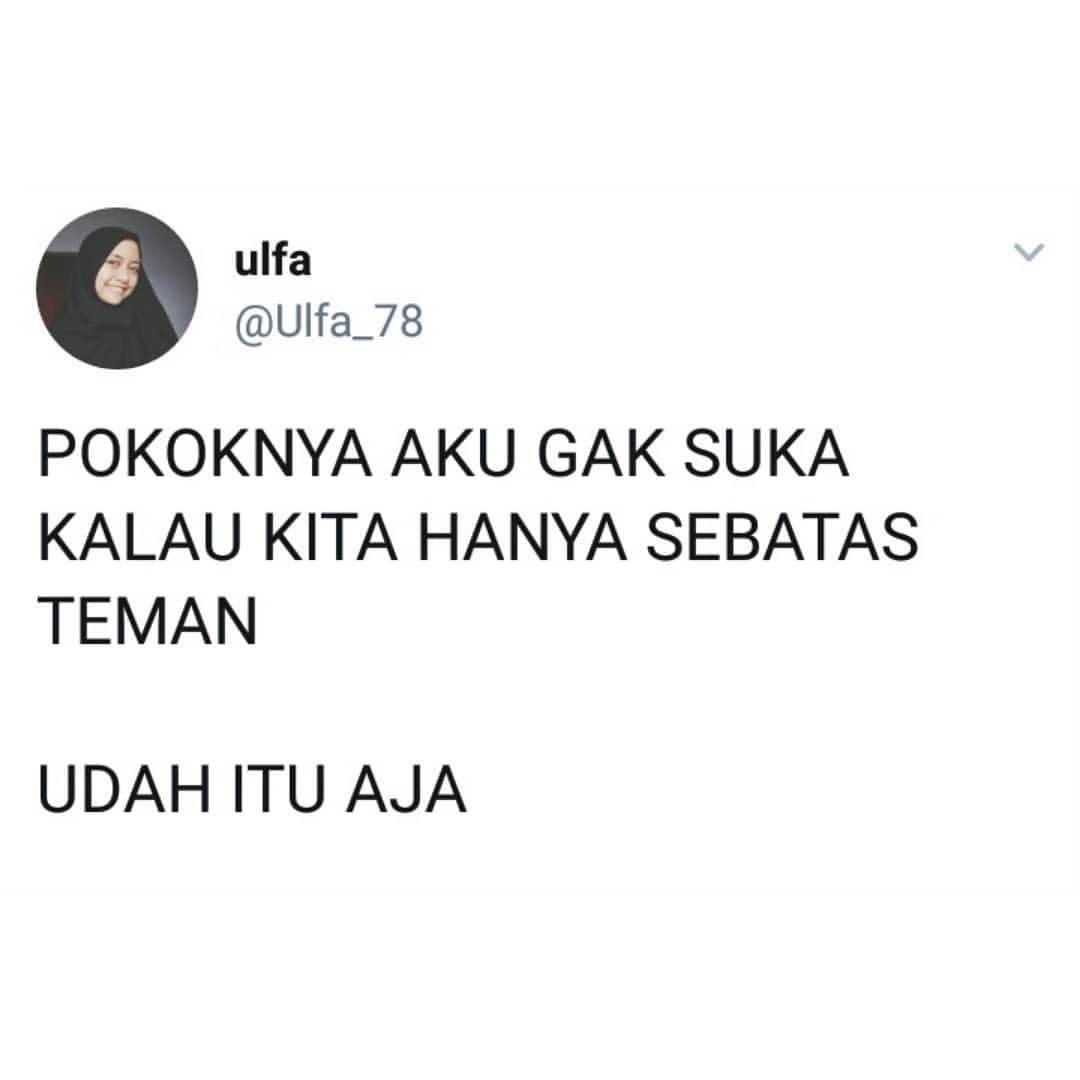 ulfa
@Ulfa_78
POKOKNYA AKU GAK SUKA
KALAU KITA HANYA SEBATAS
TEMAN
UDAH ITU AJA